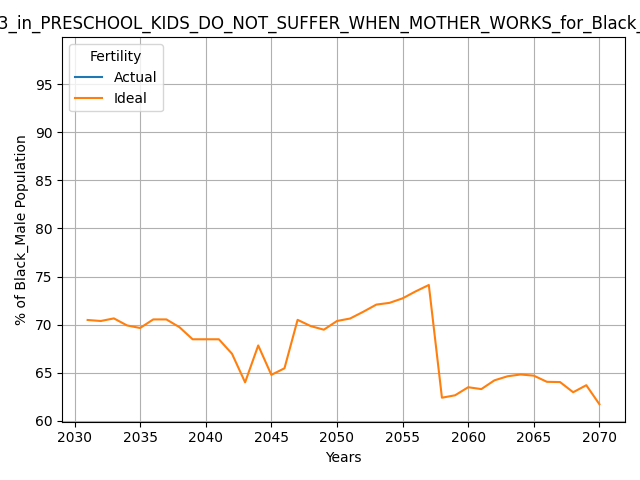 3_in_PRESCHOOL_KIDS_DO_NOT_SUFFER_WHEN_MOTHER_WORKS_for_Black_
Fertility
Actual
Ideal
% of Black_Male Population
95
90
85
80
75
70
65
60
2030 2035 2040 2045 2050 2055 2060 2065 2070
Years